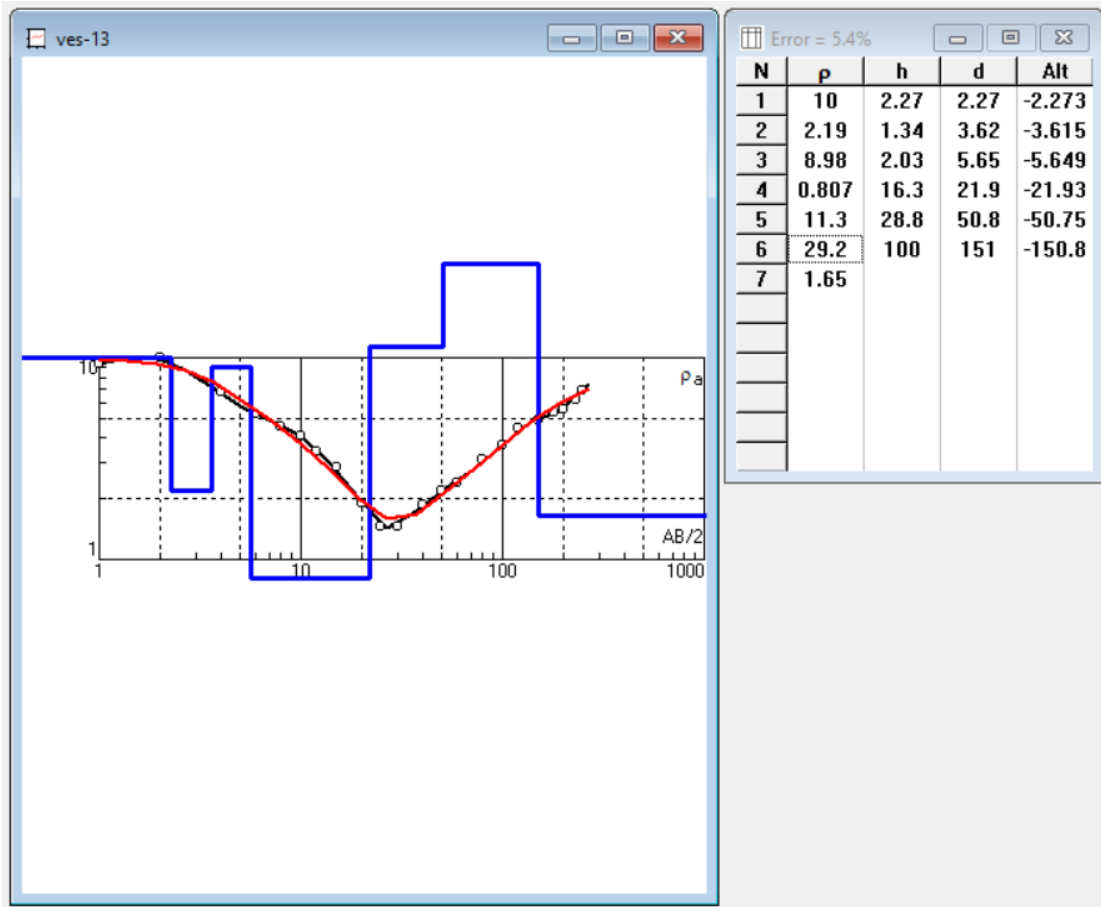 ves-13
10
ρa
1
AB/2
1 10 100 1000
Error = 5.4%
N ρ h d Alt
1 10 2.27 2.27 -2.273
2 2.19 1.34 3.62 -3.615
3 8.98 2.03 5.65 -5.649
4 0.807 16.3 21.9 -21.93
5 11.3 28.8 50.8 -50.75
6 29.2 100 151 -150.8
7 1.65